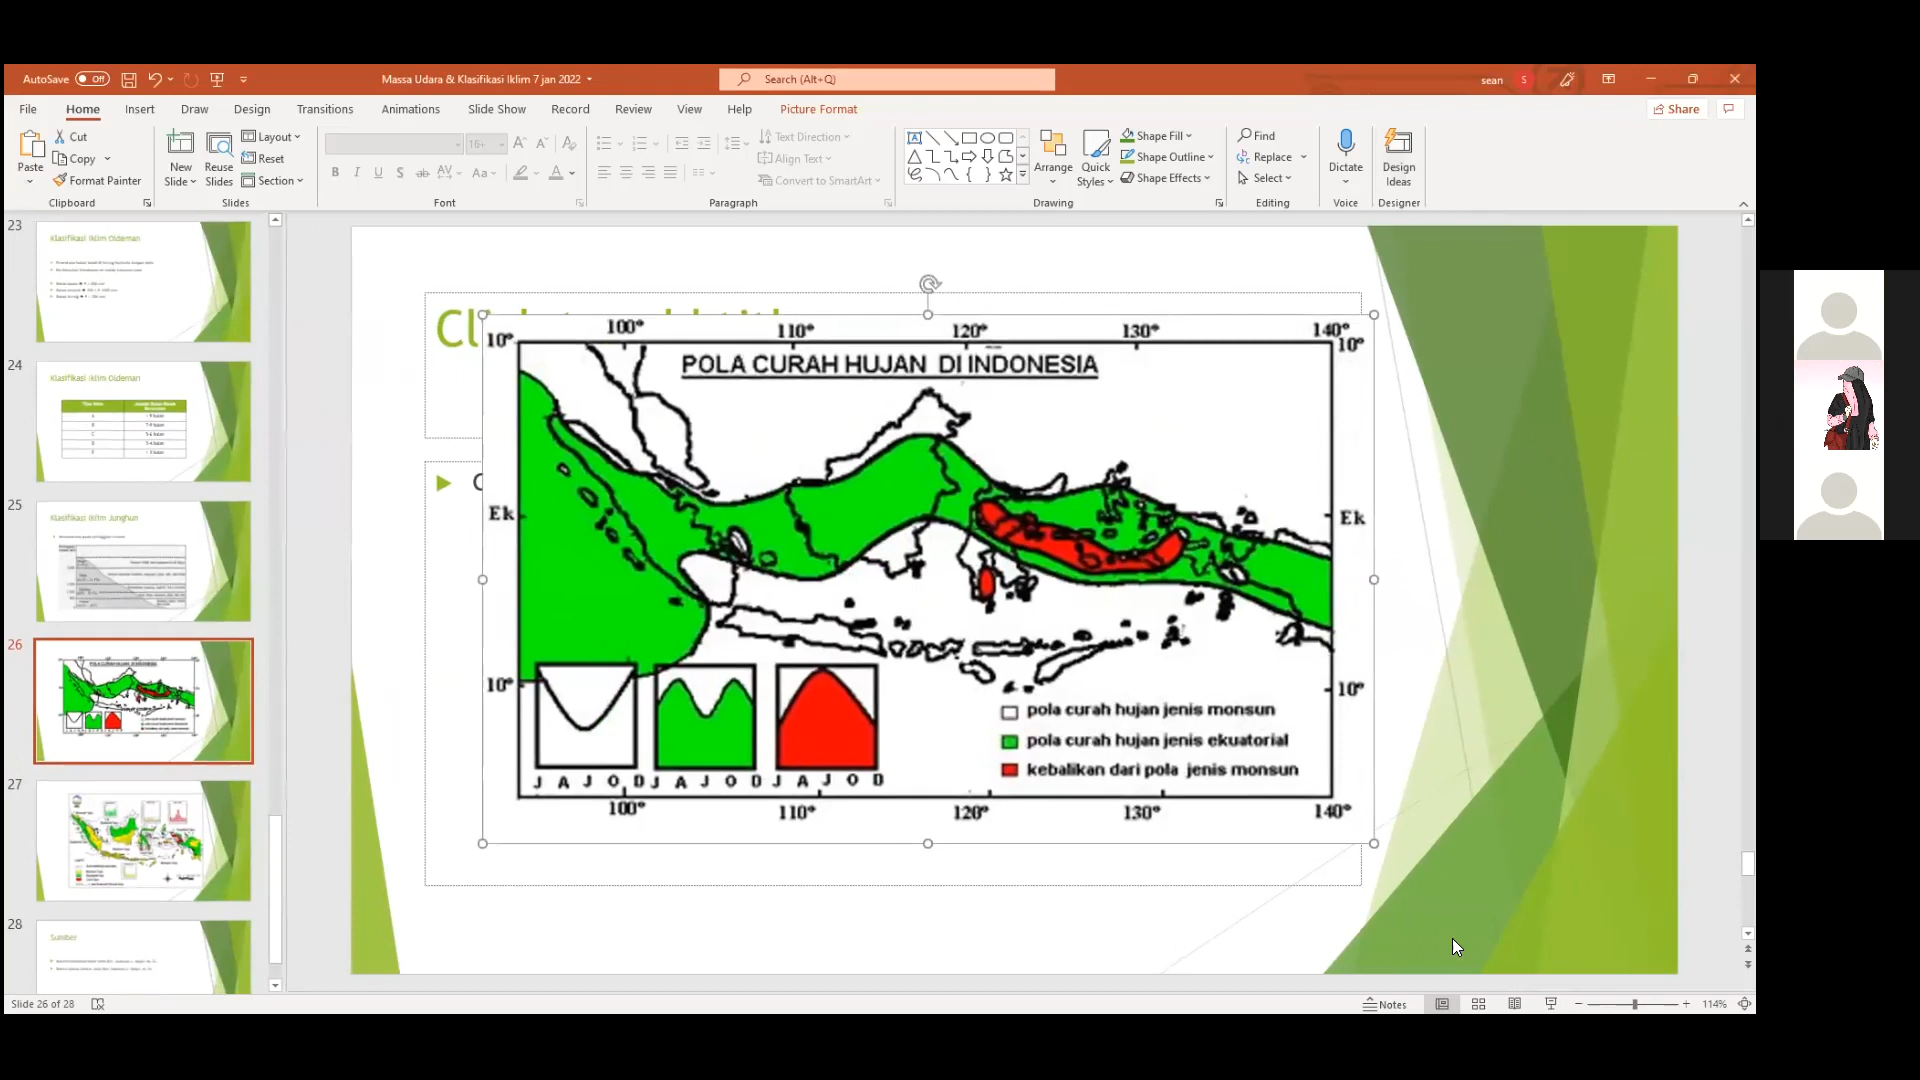 AutoSave Off
Massa Udara & Klasifikasi Iklim 7 jan 2022
Search (Alt+Q)
sean S
File Home Insert Draw Design Transitions Animations Slide Show Record Review View Help Picture Format
Share
Paste
Cut
Copy
Format Painter
Clipboard
New Slide
Reuse Slides
Layout
Reset
Section
Slides
16+
Font
Text Direction
Align Text
Convert to SmartArt
Paragraph
Arrange
Quick Styles
Shape Fill
Shape Outline
Shape Effects
Drawing
Find
Replace
Select
Editing
Dictate
Voice
Design Ideas
Designer
23
Klasifikasi Iklim Oldeman
24
Klasifikasi Iklim Oldeman
25
Klasifikasi Iklim Junghun
26
27
28
Sumber
100° 110° 120° 130° 140°
10° 10°
POLA CURAH HUJAN DI INDONESIA
Ek Ek
10° 10°
pola curah hujan jenis monsun
pola curah hujan jenis ekuatorial
kebalikan dari pola jenis monsun
J A J O D J A J O D J A J O D
100° 110° 120° 130° 140°
Slide 26 of 28
Notes
114%